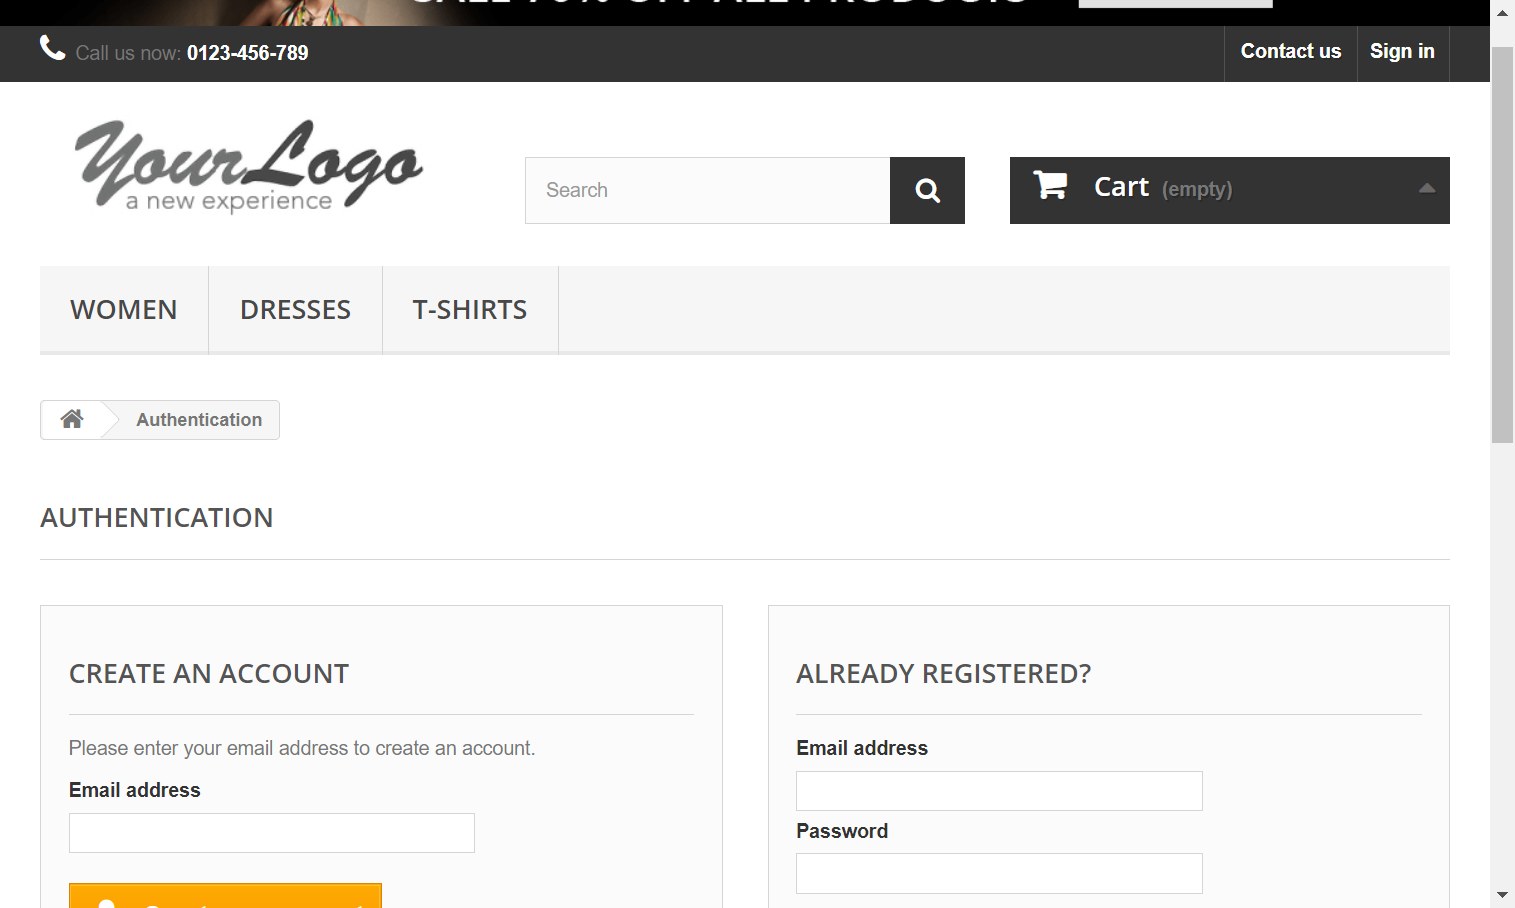 Call us now: 0123-456-789
Contact us
Sign in
YourLogo
a new experience
Search
Cart (empty)
WOMEN
DRESSES
T-SHIRTS
Authentication
AUTHENTICATION
CREATE AN ACCOUNT
Please enter your email address to create an account.
Email address
ALREADY REGISTERED?
Email address
Password